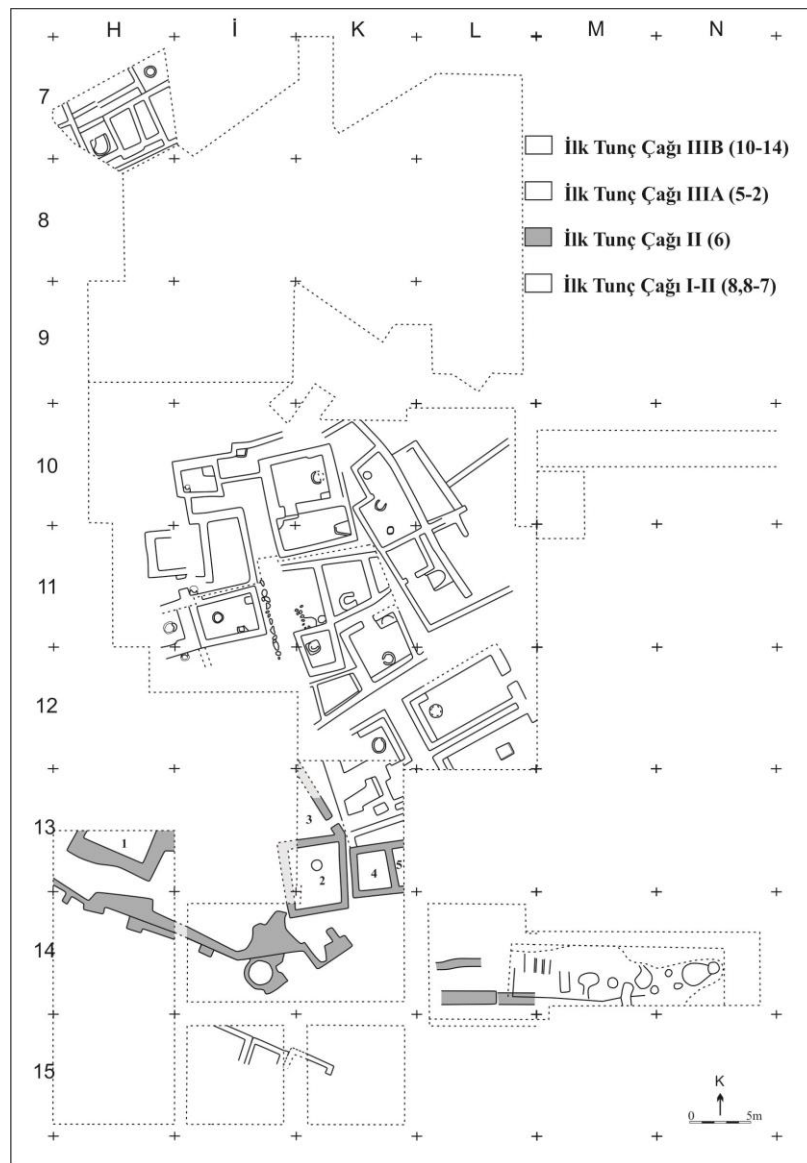 H İ K L M N
7
İlk Tunç Çağı IIIB (10-14)
İlk Tunç Çağı IIIA (5-2)
8
İlk Tunç Çağı II (6)
İlk Tunç Çağı I-II (8,8-7)
9
10
11
12
3
13
1
2
4
5
14
15
K
0 5m